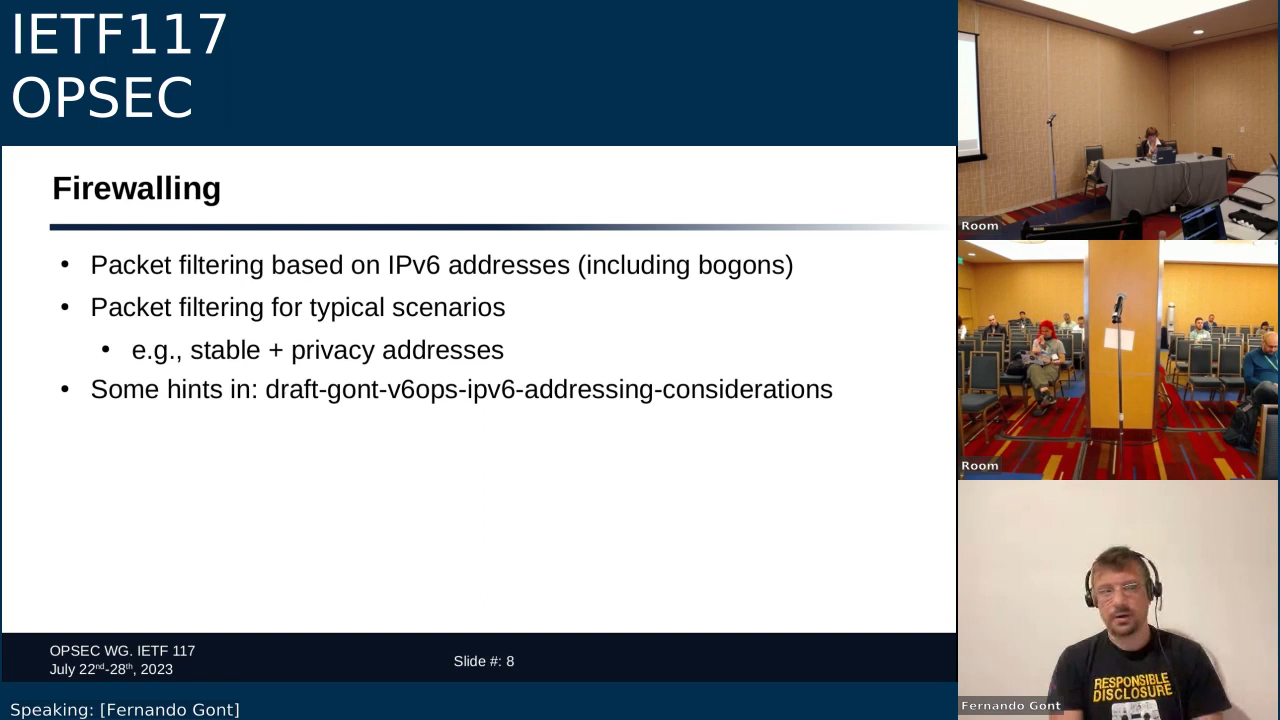 IETF117
OPSEC
Firewalling
• Packet filtering based on IPv6 addresses (including bogons)
• Packet filtering for typical scenarios
• e.g., stable + privacy addresses
• Some hints in: draft-gont-v6ops-ipv6-addressing-considerations
OPSEC WG. IETF 117
July 22nd-28th, 2023
Slide #: 8
Speaking: [Fernando Gont]
Room
Room
RESPONSIBLE
DISCLOSURE
Fernando Gont